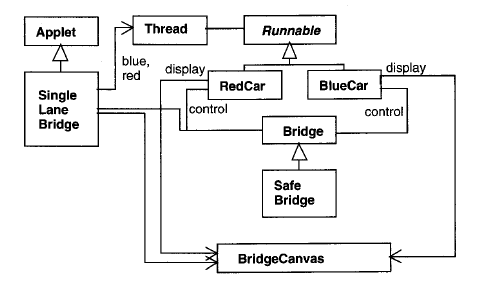 Applet
Thread
Runnable
blue,
red
display
RedCar
BlueCar
display
Single
Lane
Bridge
control
control
Bridge
Safe
Bridge
BridgeCanvas